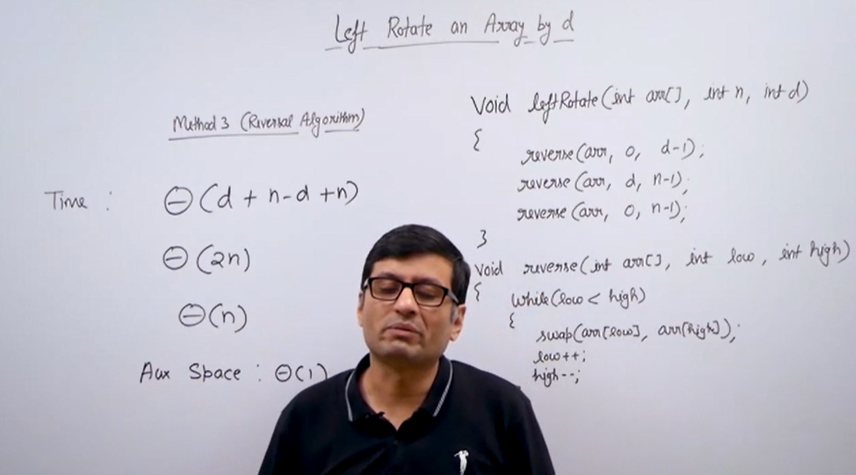 Left Rotate an Array by d
Method 3 (Reversal Algorithm)
Time : Θ(d + n-d +n)
Θ(2n)
Θ(n)
Aux Space : Θ(1)
Void leftRotate(int arr[], int n, int d)
{
reverse(arr, 0, d-1);
reverse(arr, d, n-1);
reverse(arr, 0, n-1);
}
void reverse(int arr[], int low, int high)
{ while(low < high)
{
swap(arr[low], arr[high]);
low++;
high--;